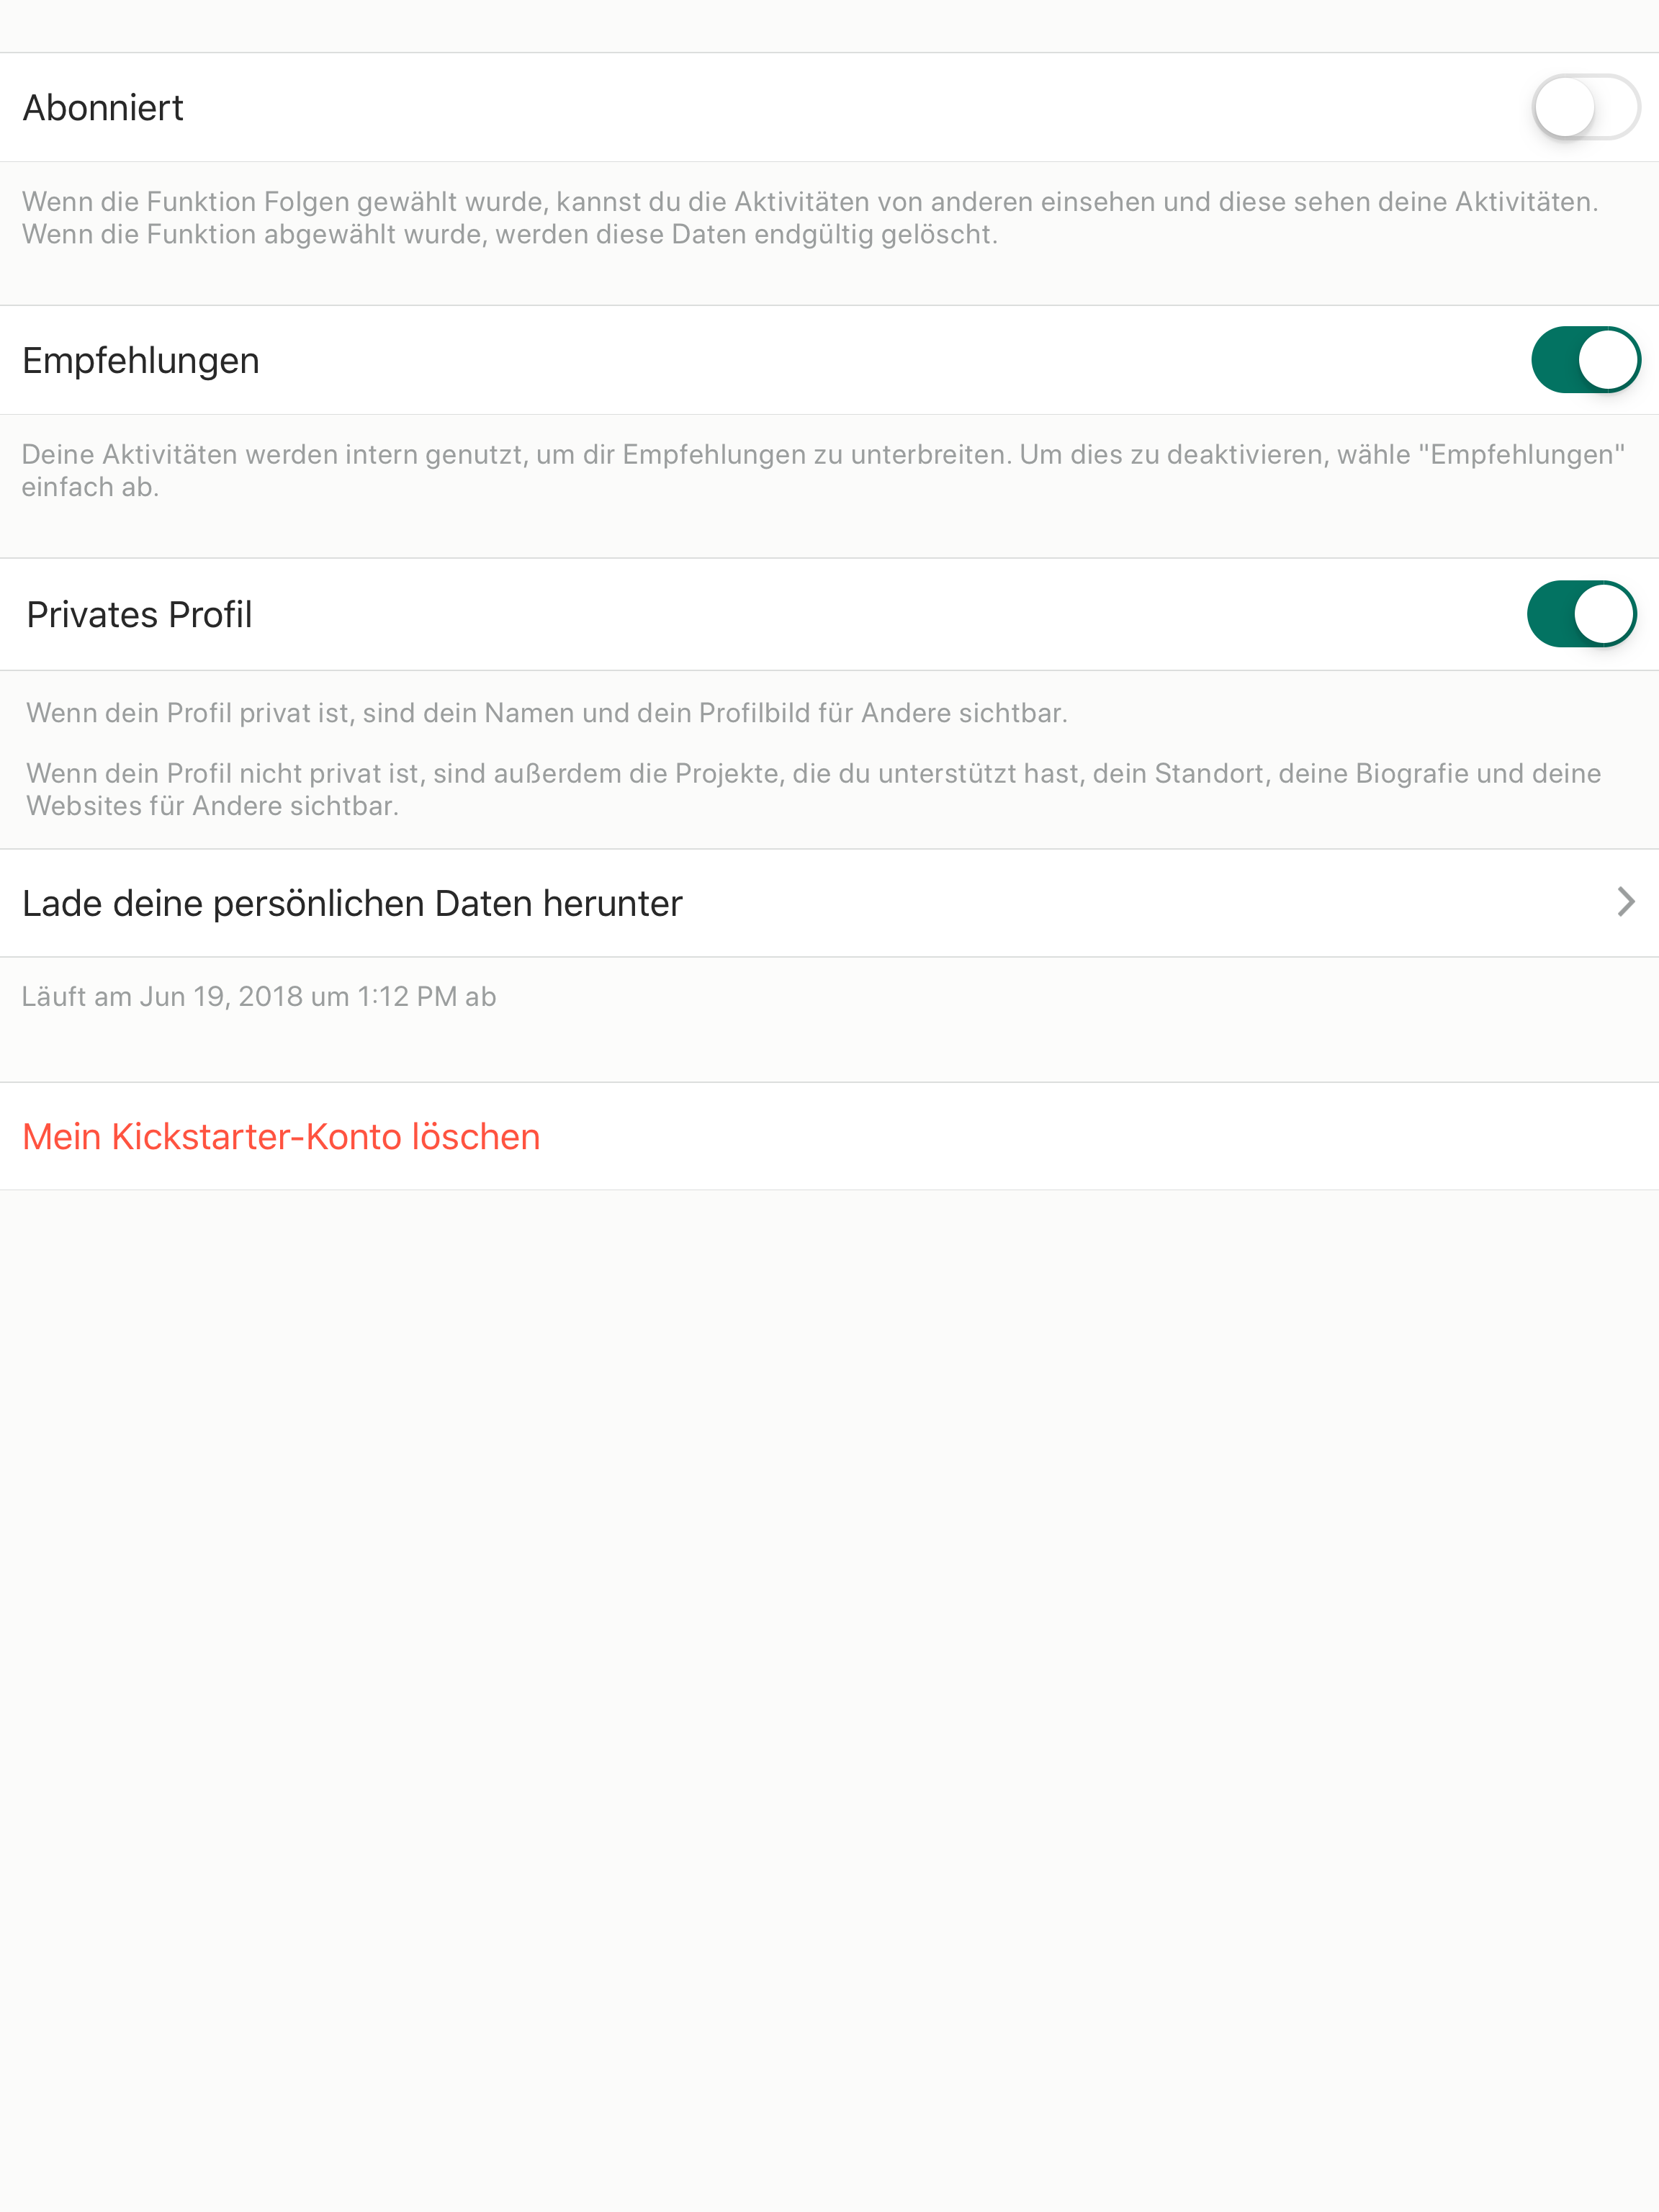 Abonniert
Wenn die Funktion Folgen gewählt wurde, kannst du die Aktivitäten von anderen einsehen und diese sehen deine Aktivitäten.
Wenn die Funktion abgewählt wurde, werden diese Daten endgültig gelöscht.
Empfehlungen
Deine Aktivitäten werden intern genutzt, um dir Empfehlungen zu unterbreiten. Um dies zu deaktivieren, wähle "Empfehlungen"
einfach ab.
Privates Profil
Wenn dein Profil privat ist, sind dein Namen und dein Profilbild für Andere sichtbar.
Wenn dein Profil nicht privat ist, sind außerdem die Projekte, die du unterstützt hast, dein Standort, deine Biografie und deine
Websites für Andere sichtbar.
Lade deine persönlichen Daten herunter
Läuft am Jun 19, 2018 um 1:12 PM ab
Mein Kickstarter-Konto löschen